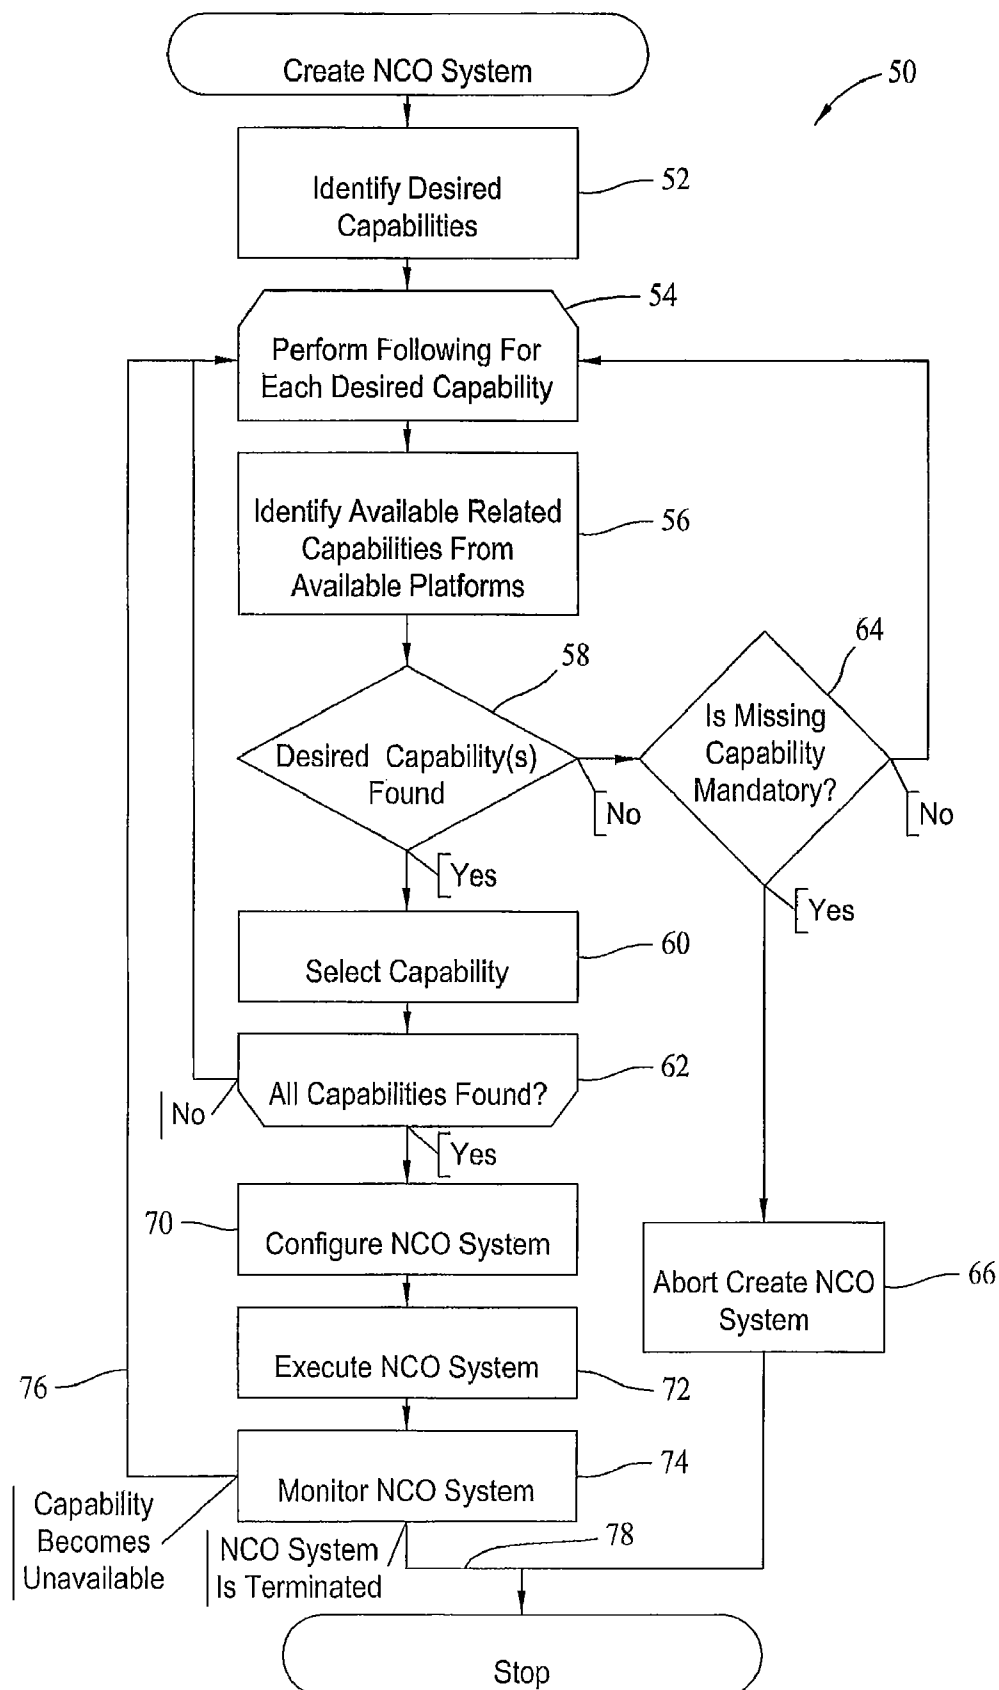 Create NCO System
50
Identify Desired
Capabilities
52
54
Perform Following For
Each Desired Capability
Identify Available Related
Capabilities From
Available Platforms
56
58
Desired Capability(s)
Found
64
Is Missing
Capability
Mandatory?
No
No
Yes
Yes
Select Capability
60
All Capabilities Found?
62
No
Yes
70
Configure NCO System
Abort Create NCO
System
66
Execute NCO System
72
76
Monitor NCO System
74
Capability
Becomes
Unavailable
NCO System
Is Terminated
78
Stop